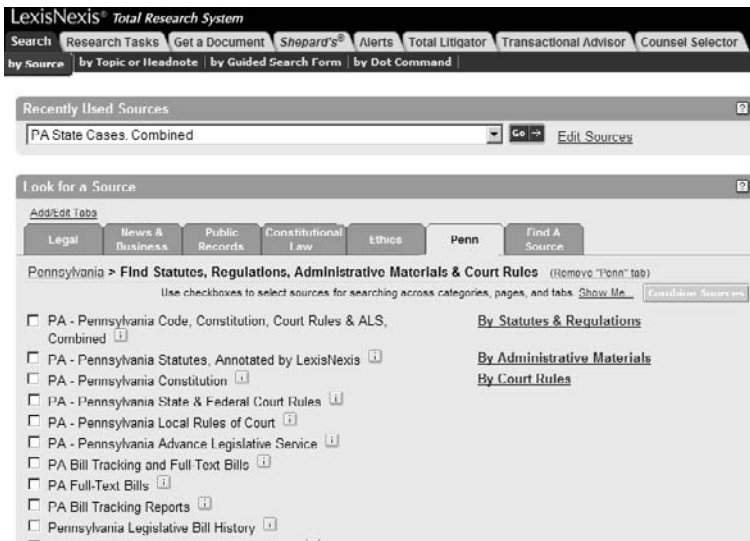 LexisNexis® Total Research System
Search Research Tasks Get a Document Shepard's® Alerts Total Litigator Transactional Advisor Counsel Selector
by Source by Topic or Headnote by Guided Search Form by Dot Command
Recently Used Sources ?
PA State Cases. Combined Go → Edit Sources
Look for a Source ?
Add/Edit Tabs
Legal News & Business Public Records Constitutional Law Ethics Penn Find A Source
Pennsylvania > Find Statutes, Regulations, Administrative Materials & Court Rules (Remove "Penn" tab)
Use checkboxes to select sources for searching across categories, pages, and tabs. Show Me... Combine Sources
PA - Pennsylvania Code, Constitution, Court Rules & ALS, By Statutes & Regulations
Combined i
PA - Pennsylvania Statutes, Annotated by LexisNexis i By Administrative Materials
PA - Pennsylvania Constitution i By Court Rules
PA - Pennsylvania State & Federal Court Rules i
PA - Pennsylvania Local Rules of Court i
PA - Pennsylvania Advance Legislative Service i
PA Bill Tracking and Full-Text Bills i
PA Full-Text Bills i
PA Bill Tracking Reports i
Pennsylvania Legislative Bill History i